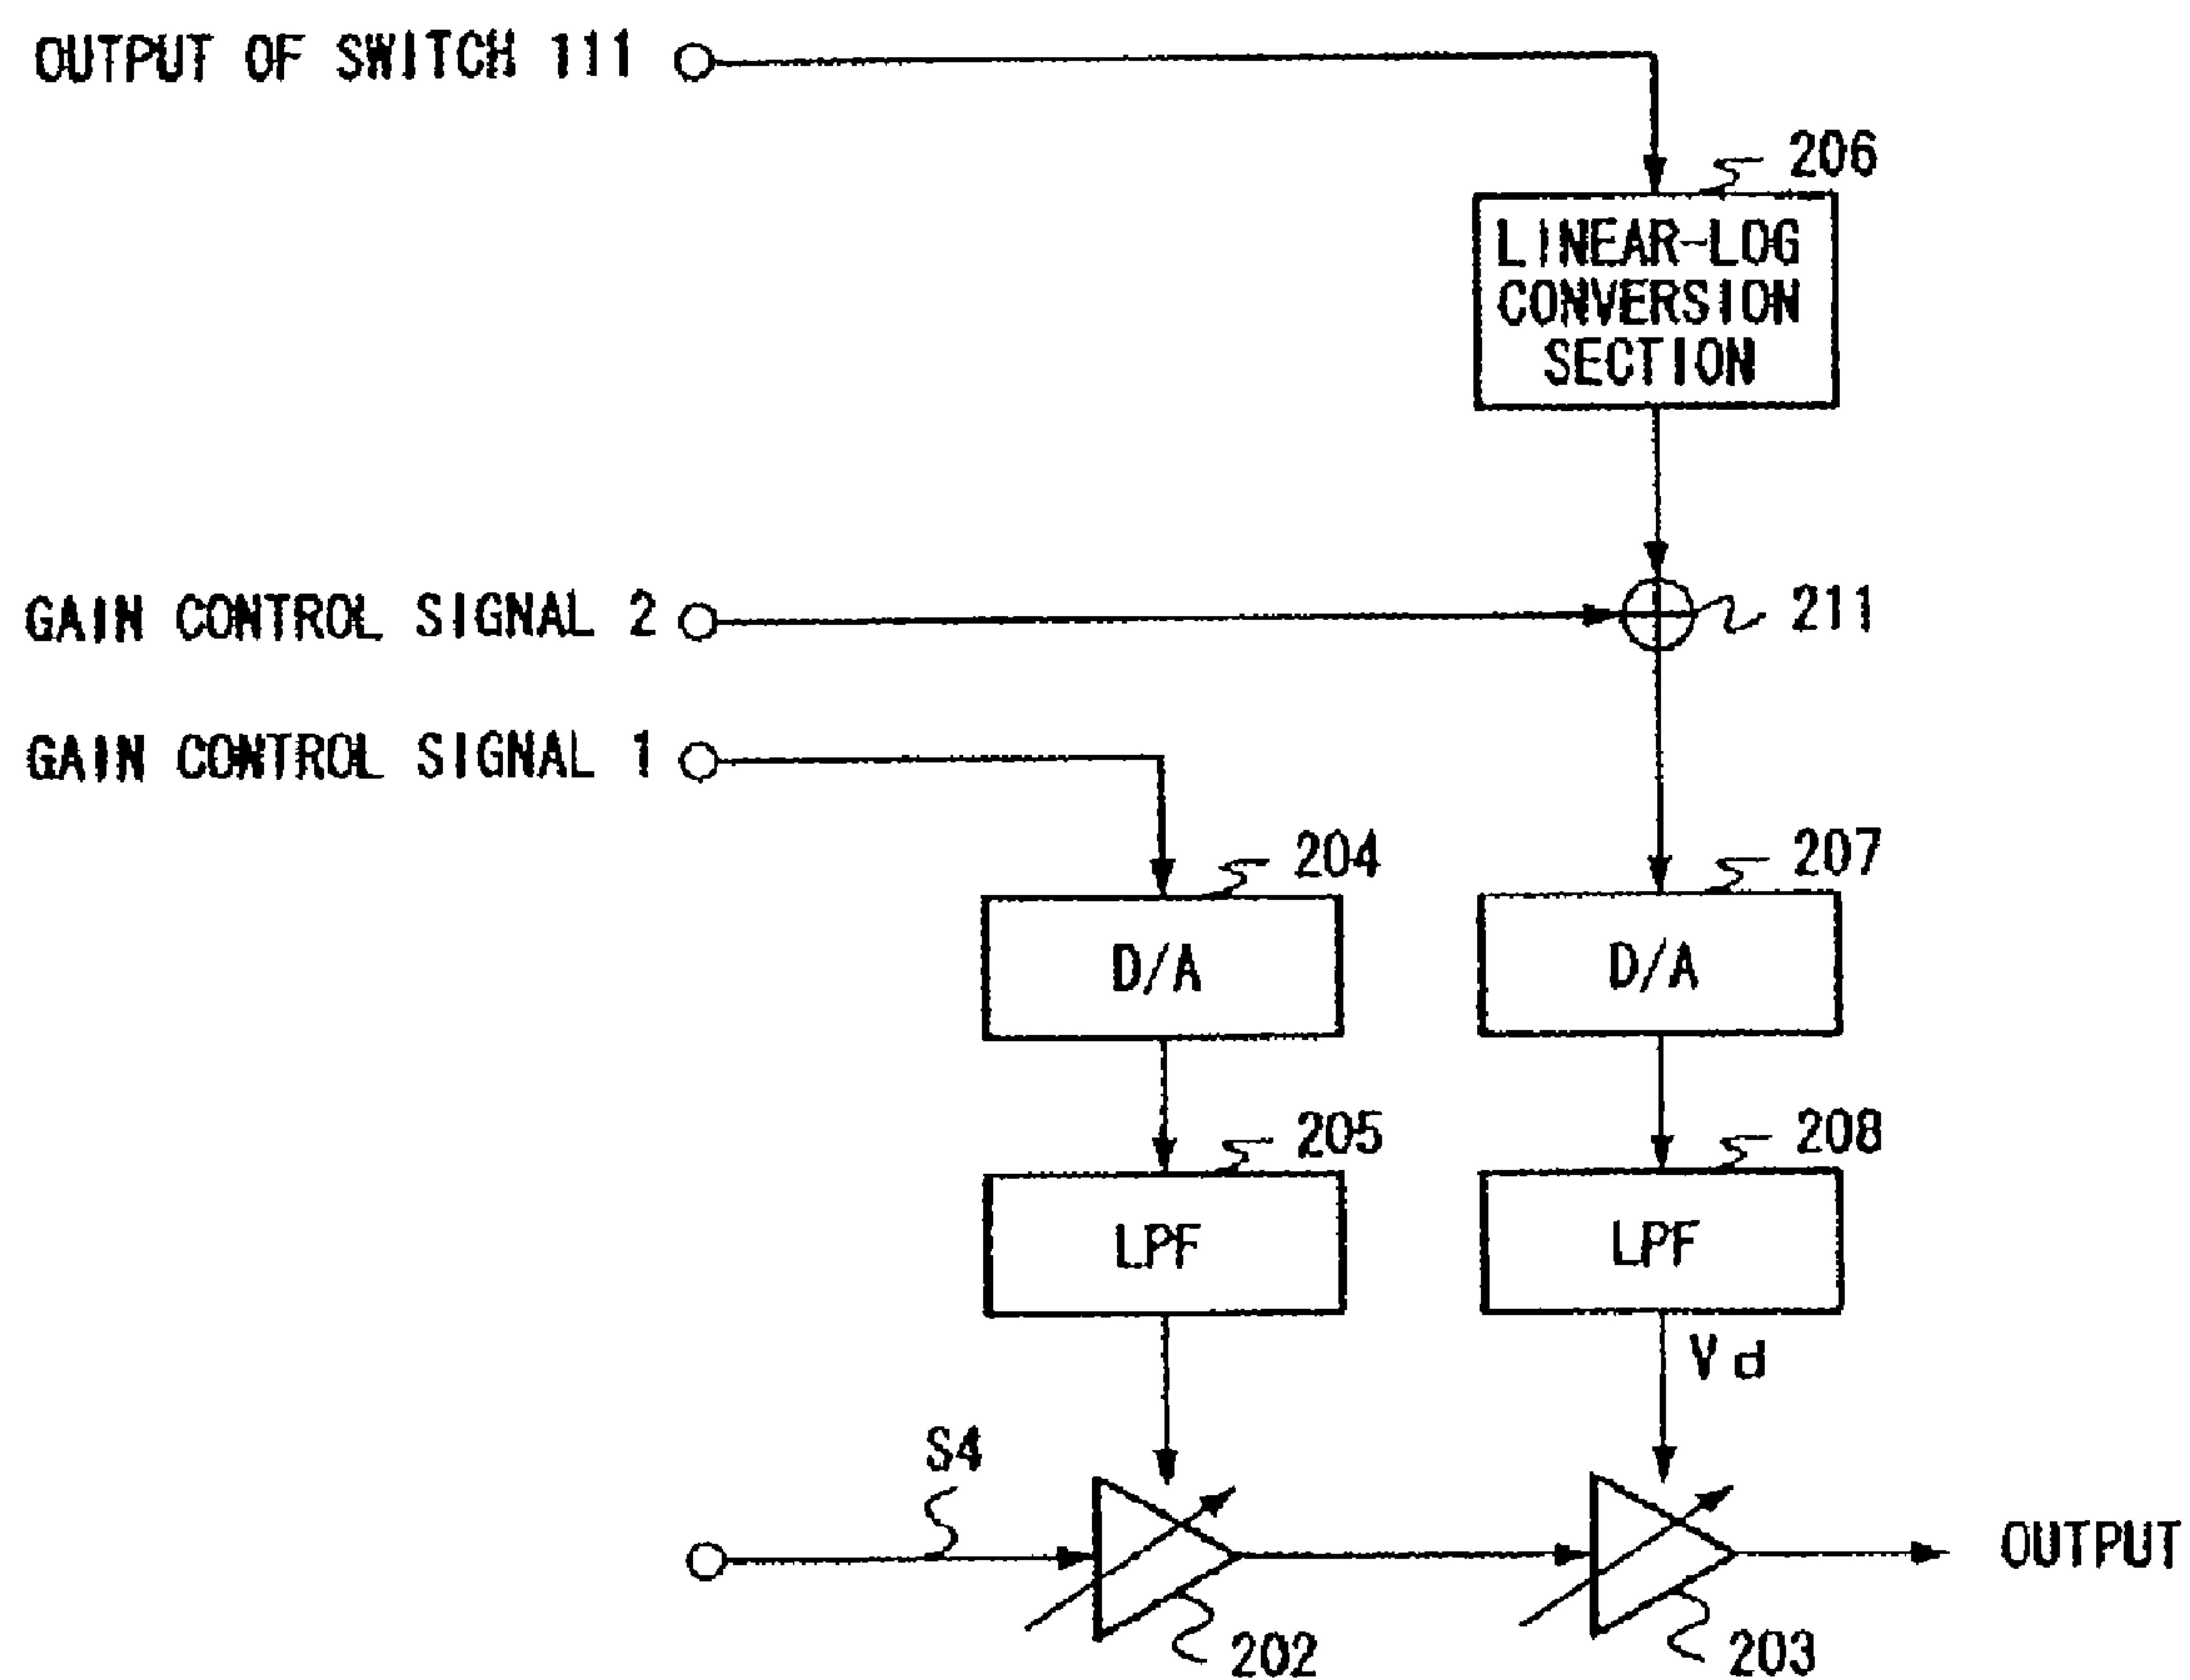 OUTPUT OF SWITCH 111
206
LINEAR-LOG
CONVERSION
SECTION
GAIN CONTROL SIGNAL 2
211
GAIN CONTROL SIGNAL 1
204
207
D/A
D/A
205
208
LPF
LPF
Vd
S4
OUTPUT
202
203